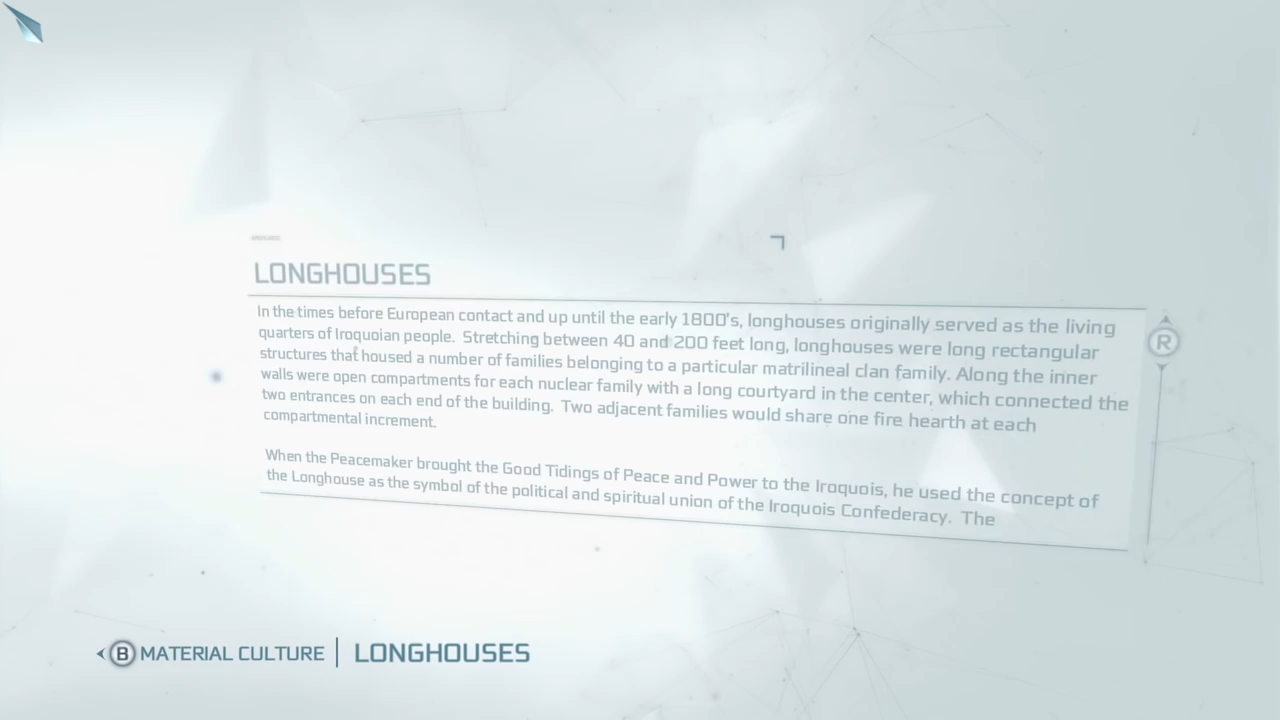 LONGHOUSES
In the times before European contact and up until the early 1800's, longhouses originally served as the living
quarters of Iroquoian people. Stretching between 40 and 200 feet long, longhouses were long rectangular
structures that housed a number of families belonging to a particular matrilineal clan family. Along the inner
walls were open compartments for each nuclear family with a long courtyard in the center, which connected the
two entrances on each end of the building. Two adjacent families would share one fire hearth at each
compartmental increment.
When the Peacemaker brought the Good Tidings of Peace and Power to the Iroquois, he used the concept of
the Longhouse as the symbol of the political and spiritual union of the Iroquois Confederacy. The
R
B MATERIAL CULTURE | LONGHOUSES